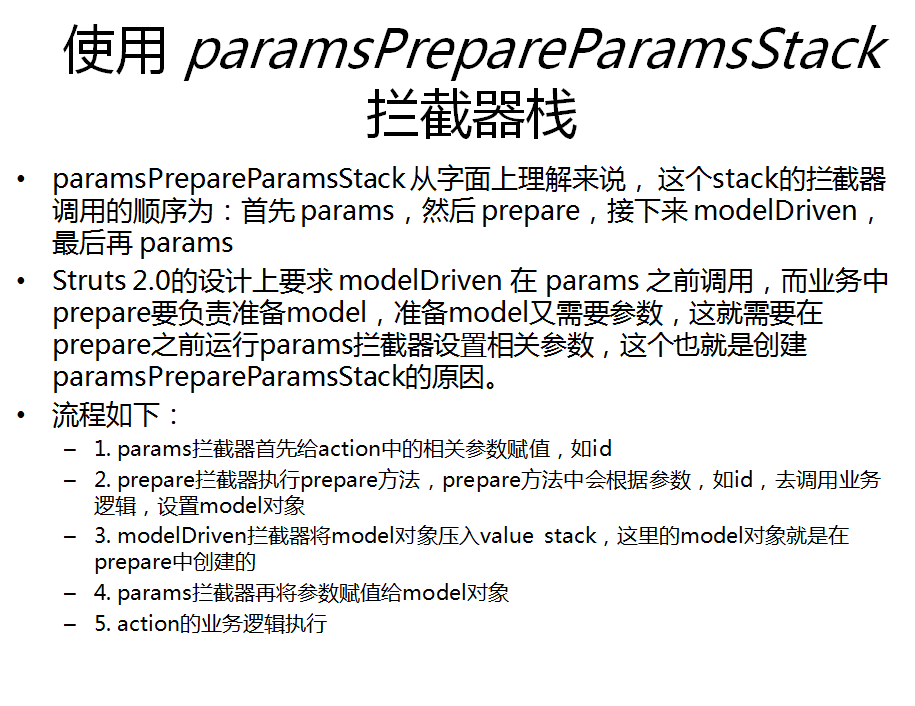 使用 paramsPrepareParamsStack
拦截器栈
• paramsPrepareParamsStack 从字面上理解来说， 这个stack的拦截器
调用的顺序为：首先 params，然后 prepare，接下来 modelDriven，
最后再 params
• Struts 2.0的设计上要求 modelDriven 在 params 之前调用，而业务中
prepare要负责准备model，准备model又需要参数，这就需要在
prepare之前运行params拦截器设置相关参数，这个也就是创建
paramsPrepareParamsStack的原因。
• 流程如下：
– 1. params拦截器首先给action中的相关参数赋值，如id
– 2. prepare拦截器执行prepare方法，prepare方法中会根据参数，如id，去调用业务
逻辑，设置model对象
– 3. modelDriven拦截器将model对象压入value stack，这里的model对象就是在
prepare中创建的
– 4. params拦截器再将参数赋值给model对象
– 5. action的业务逻辑执行